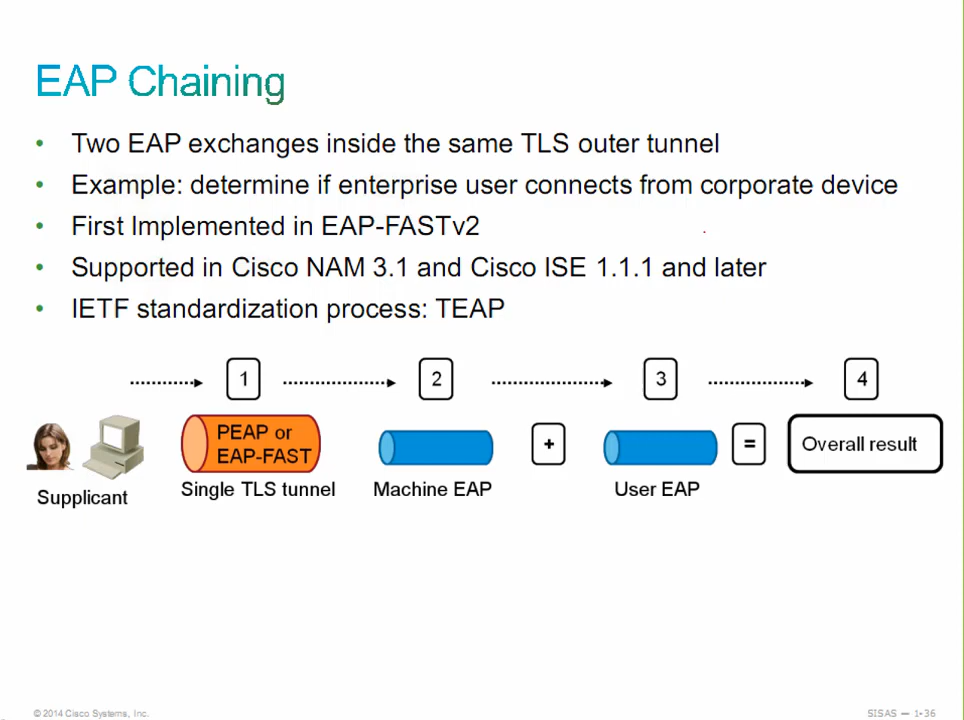 EAP Chaining
• Two EAP exchanges inside the same TLS outer tunnel
• Example: determine if enterprise user connects from corporate device
• First Implemented in EAP-FASTv2
• Supported in Cisco NAM 3.1 and Cisco ISE 1.1.1 and later
• IETF standardization process: TEAP
1 2 3 4
PEAP or
EAP-FAST
+ = Overall result
Supplicant Single TLS tunnel Machine EAP User EAP
© 2014 Cisco Systems, Inc. SISAS — 1-36